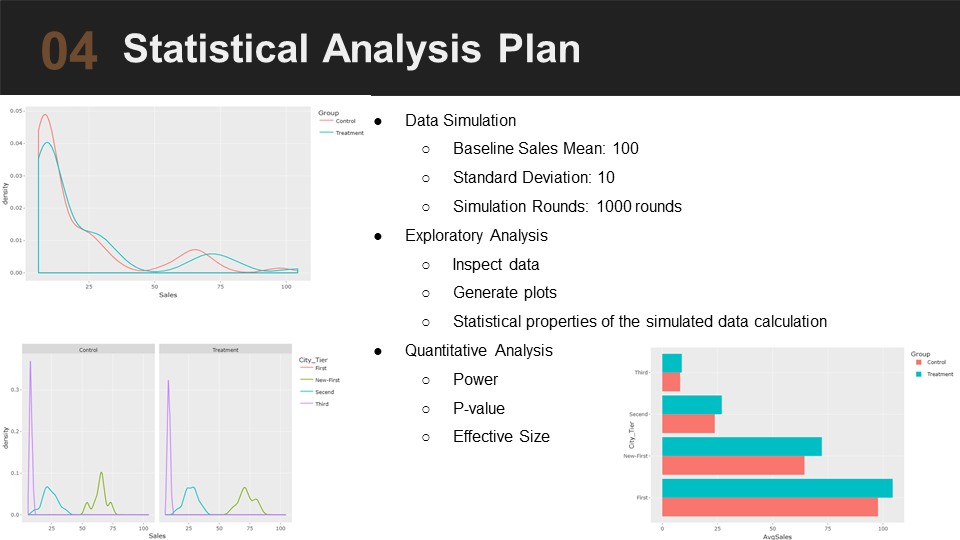 04 Statistical Analysis Plan
0.05
0.04
0.03
0.02
0.01
0.00
density
25 50 75 100
Sales
Group
Control
Treatment
● Data Simulation
○ Baseline Sales Mean: 100
○ Standard Deviation: 10
○ Simulation Rounds: 1000 rounds
● Exploratory Analysis
○ Inspect data
○ Generate plots
○ Statistical properties of the simulated data calculation
● Quantitative Analysis
○ Power
○ P-value
○ Effective Size
Control Treatment
0.3
0.2
0.1
0.0
density
25 50 75 100 25 50 75 100
Sales
City_Tier
First
New-First
Second
Third
Third
Second
New-First
First
City_Tier
0 25 50 75 100
AvgSales
Group
Control
Treatment